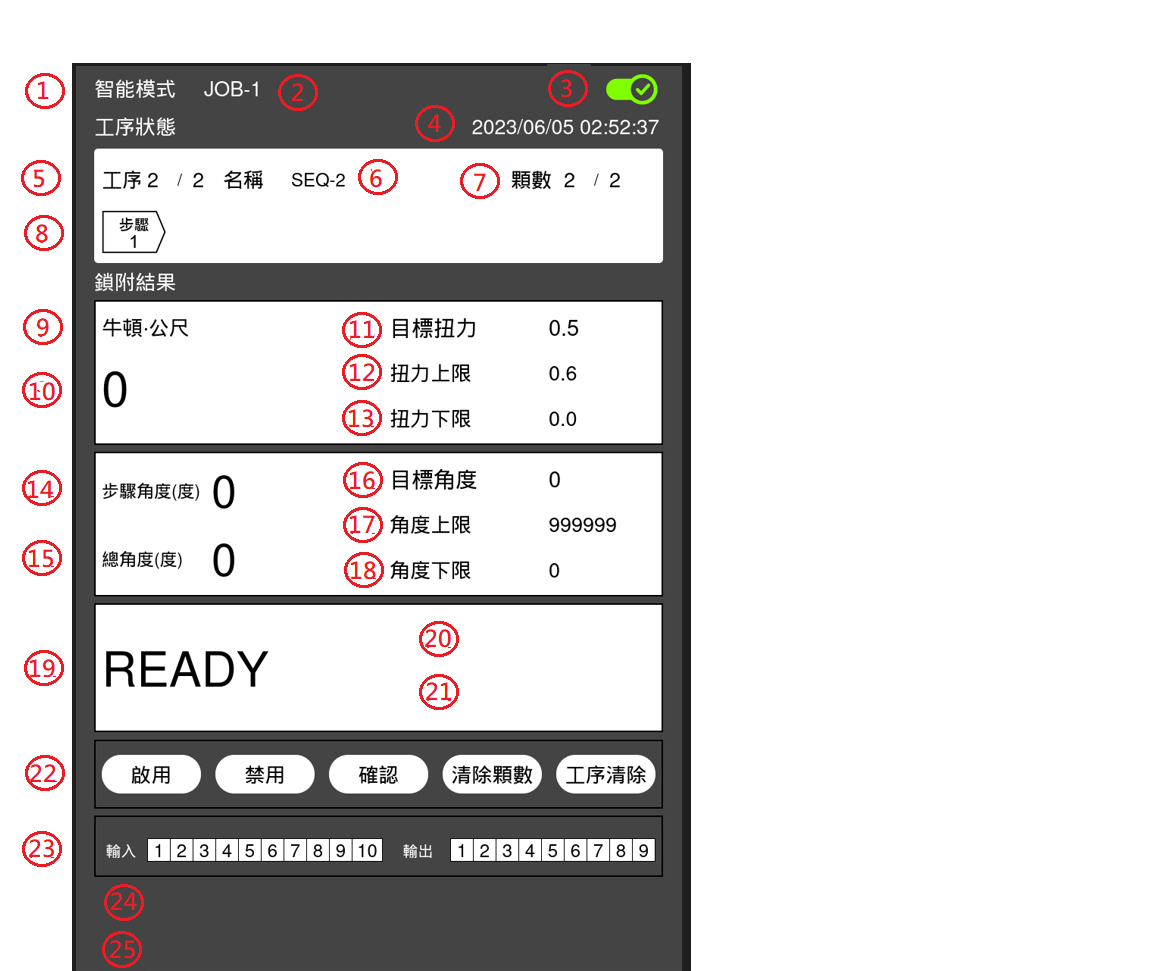 1 智能模式 JOB-1 2 3
工序狀態 4 2023/06/05 02:52:37
5 工序 2 / 2 名稱 SEQ-2 6 7 顆數 2 / 2
8 步驟
1
鎖附結果
9 牛頓·公尺 11 目標扭力 0.5
10 0 12 扭力上限 0.6
13 扭力下限 0.0
14 步驟角度(度) 0 16 目標角度 0
17 角度上限 999999
15 總角度(度) 0 18 角度下限 0
19 READY 20
21
22 啟用 禁用 確認 清除顆數 工序清除
23 輸入 1 2 3 4 5 6 7 8 9 10 輸出 1 2 3 4 5 6 7 8 9
24
25